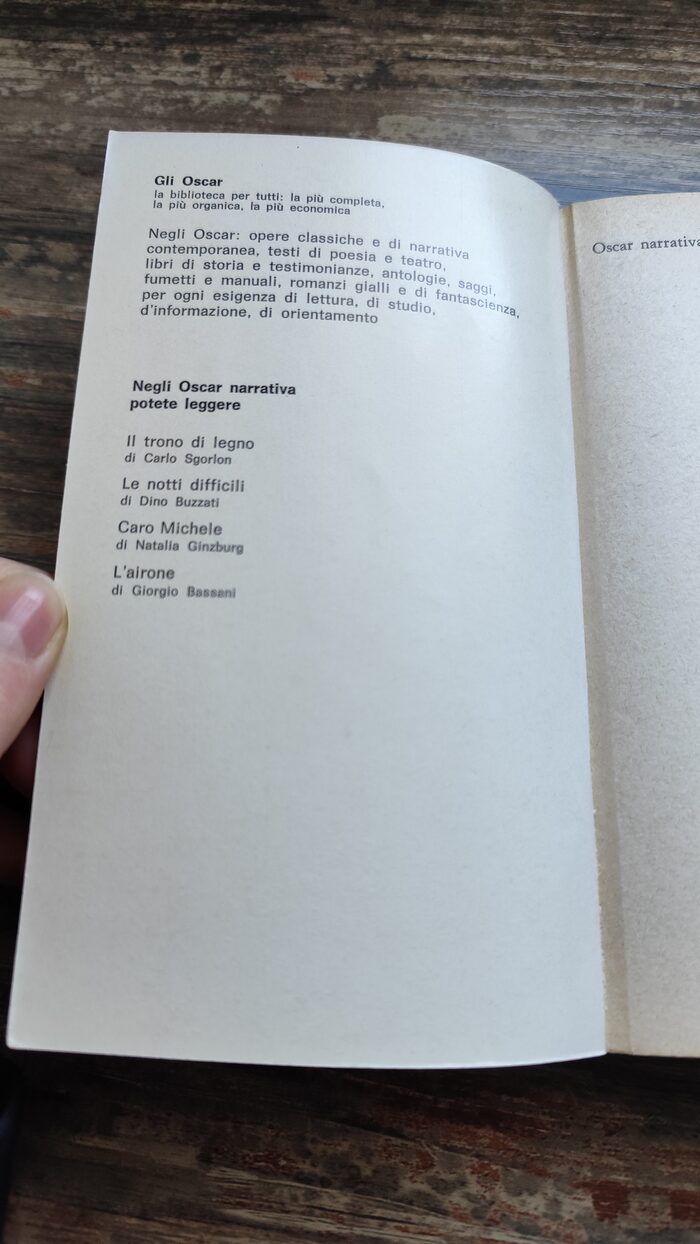 Gli Oscar
la biblioteca per tutti: la più completa,
la più organica, la più economica
Negli Oscar: opere classiche e di narrativa
contemporanea, testi di poesia e teatro,
libri di storia e testimonianze, antologie, saggi,
fumetti e manuali, romanzi gialli e di fantascienza,
per ogni esigenza di lettura, di studio,
d'informazione, di orientamento
Negli Oscar narrativa
potete leggere
Il trono di legno
di Carlo Sgorlon
Le notti difficili
di Dino Buzzati
Caro Michele
di Natalia Ginzburg
L'airone
di Giorgio Bassani
Oscar narrativa